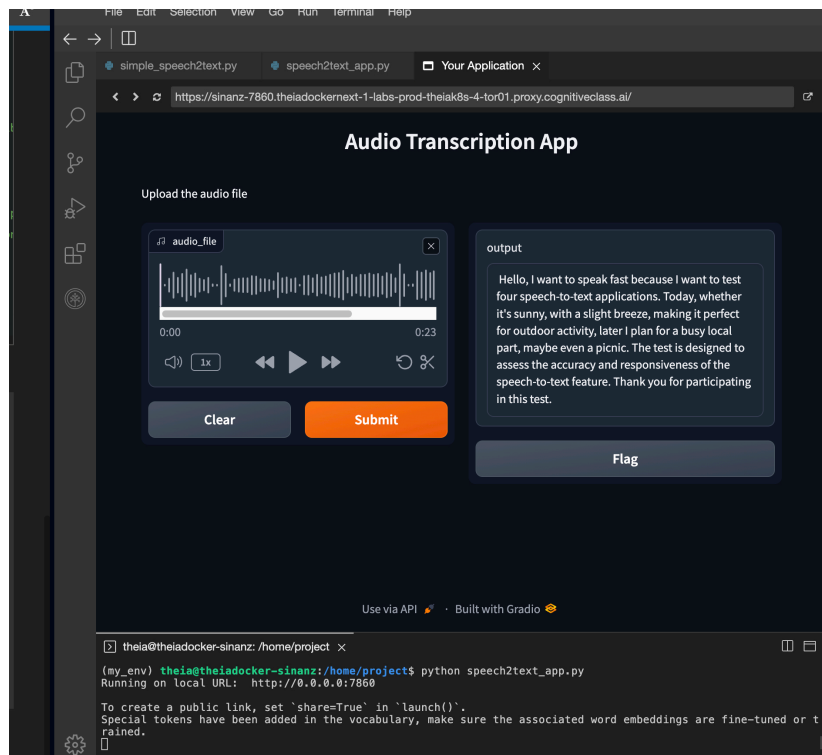 A
File Edit Selection View Go Run Terminal Help
simple_speech2text.py speech2text_app.py Your Application
https://sinanz-7860.theiadockernext-1-labs-prod-theiak8s-4-tor01.proxy.cognitiveclass.ai/
Audio Transcription App
Upload the audio file
audio_file
0:00 0:23
1x
Clear Submit
output
Hello, I want to speak fast because I want to test
four speech-to-text applications. Today, whether
it's sunny, with a slight breeze, making it perfect
for outdoor activity, later I plan for a busy local
part, maybe even a picnic. The test is designed to
assess the accuracy and responsiveness of the
speech-to-text feature. Thank you for participating
in this test.
Flag
Use via API · Built with Gradio
theia@theiadocker-sinanz: /home/project
(my_env) theia@theiadocker-sinanz:/home/project$ python speech2text_app.py
Running on local URL: http://0.0.0.0:7860
To create a public link, set `share=True` in `launch()`.
Special tokens have been added in the vocabulary, make sure the associated word embeddings are fine-tuned or t
rained.